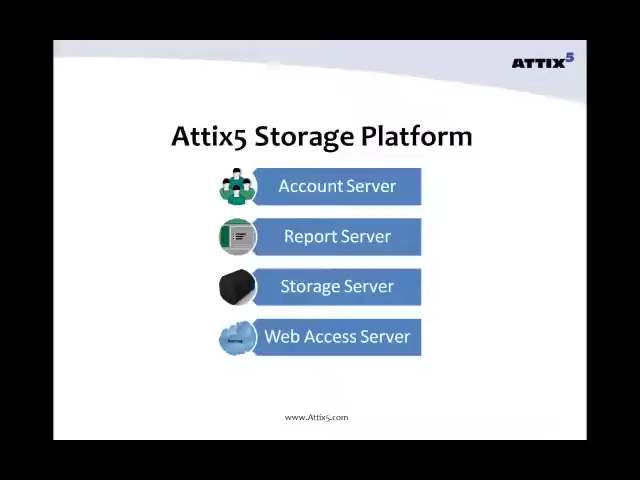 ATTIX5
Attix5 Storage Platform
Account Server
Report Server
Storage Server
Web Access Server
www.Attix5.com